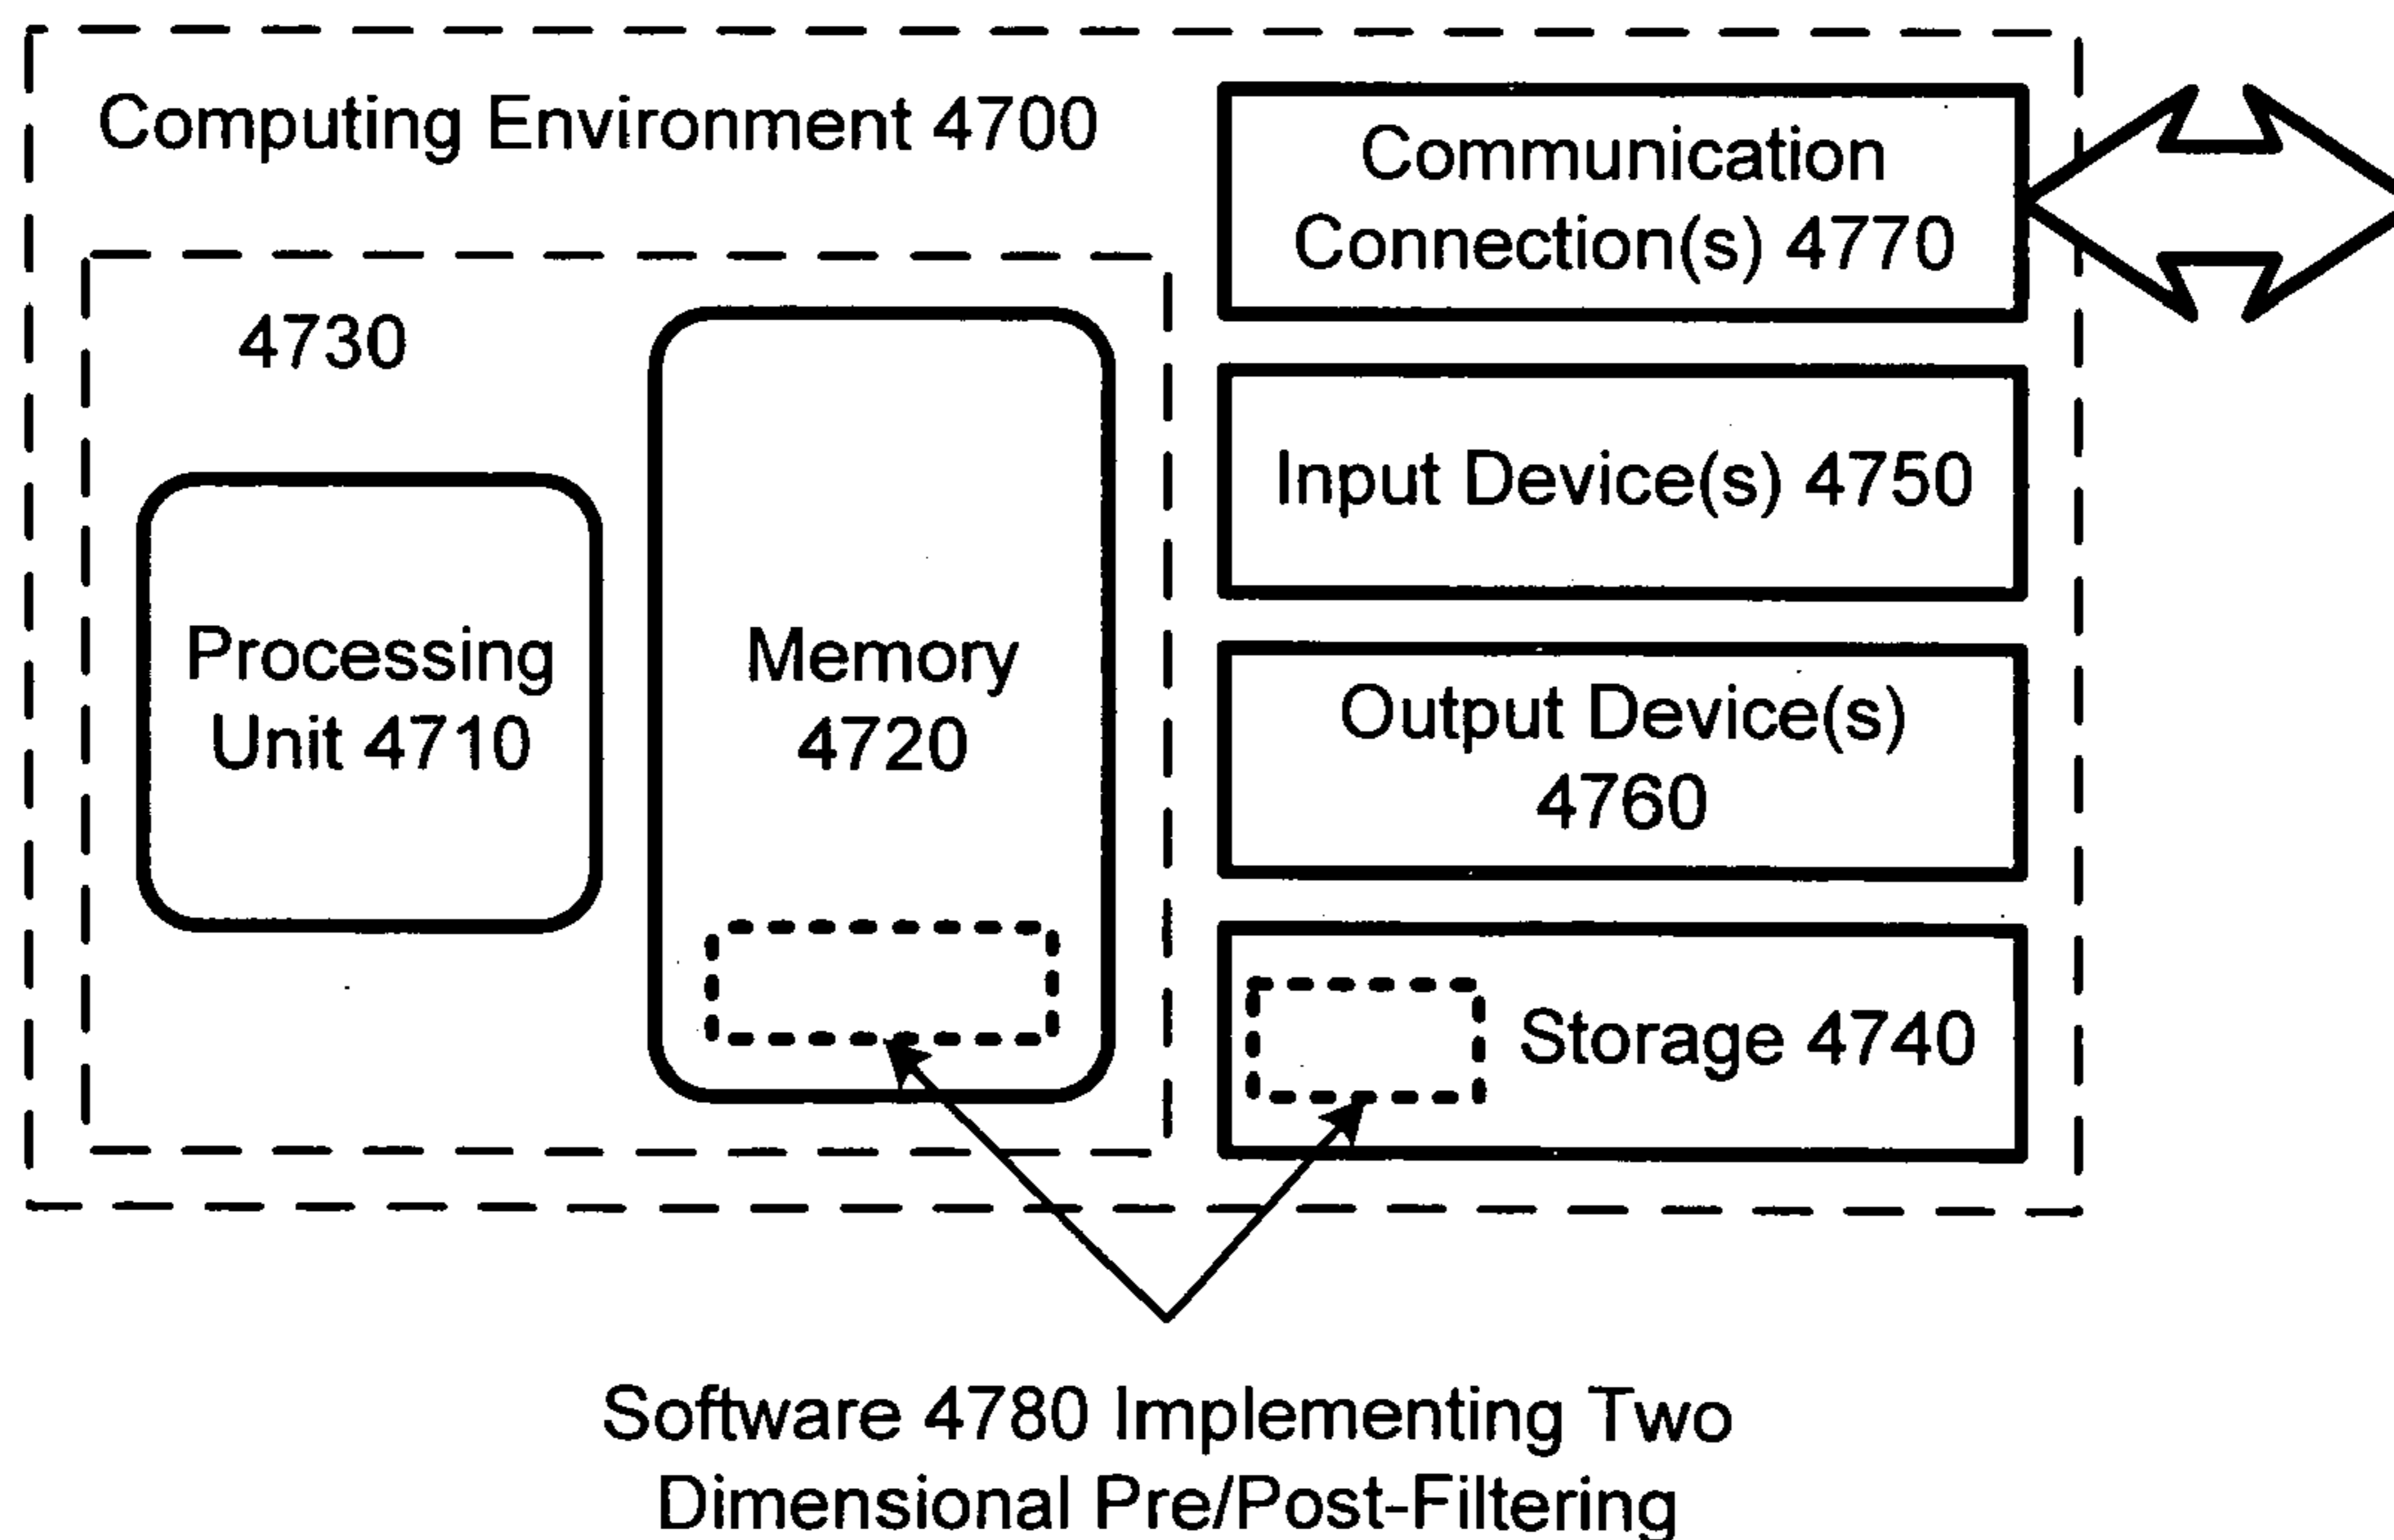 Computing Environment 4700
Communication
Connection(s) 4770
4730
Input Device(s) 4750
Processing
Unit 4710
Memory
4720
Output Device(s)
4760
Storage 4740
Software 4780 Implementing Two
Dimensional Pre/Post-Filtering